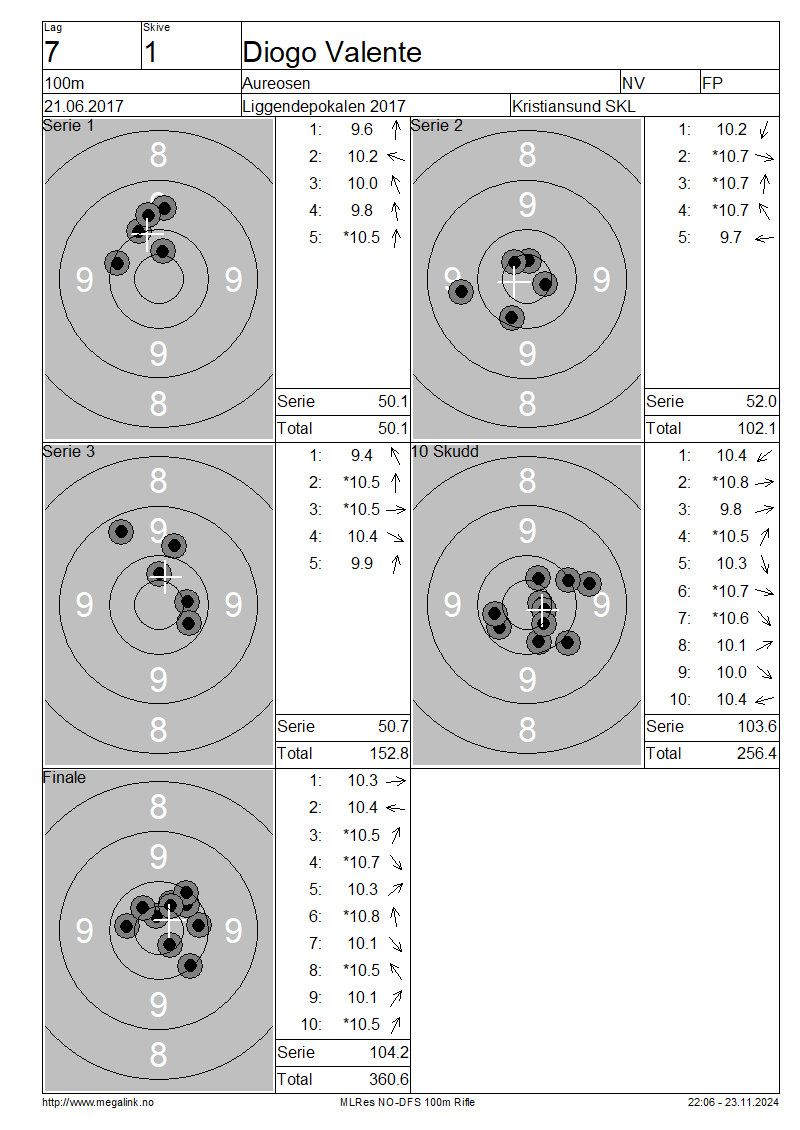 Lag Skive
7 1 Diogo Valente
100m Aureosen NV FP
21.06.2017 Liggendepokalen 2017 Kristiansund SKL
Serie 1
8
9 9
9
8
1: 9.6
2: 10.2
3: 10.0
4: 9.8
5: *10.5
Serie 50.1
Total 50.1
Serie 2
8
9
9 9
9
8
1: 10.2
2: *10.7
3: *10.7
4: *10.7
5: 9.7
Serie 52.0
Total 102.1
Serie 3
8
9
9 9
9
8
1: 9.4
2: *10.5
3: *10.5
4: 10.4
5: 9.9
Serie 50.7
Total 152.8
10 Skudd
8
9
9 9
9
8
1: 10.4
2: *10.8
3: 9.8
4: *10.5
5: 10.3
6: *10.7
7: *10.6
8: 10.1
9: 10.0
10: 10.4
Serie 103.6
Total 256.4
Finale
8
9
9 9
9
8
1: 10.3
2: 10.4
3: *10.5
4: *10.7
5: 10.3
6: *10.8
7: 10.1
8: *10.5
9: 10.1
10: *10.5
Serie 104.2
Total 360.6
http://www.megalink.no MLRes NO-DFS 100m Rifle 22:06 - 23.11.2024